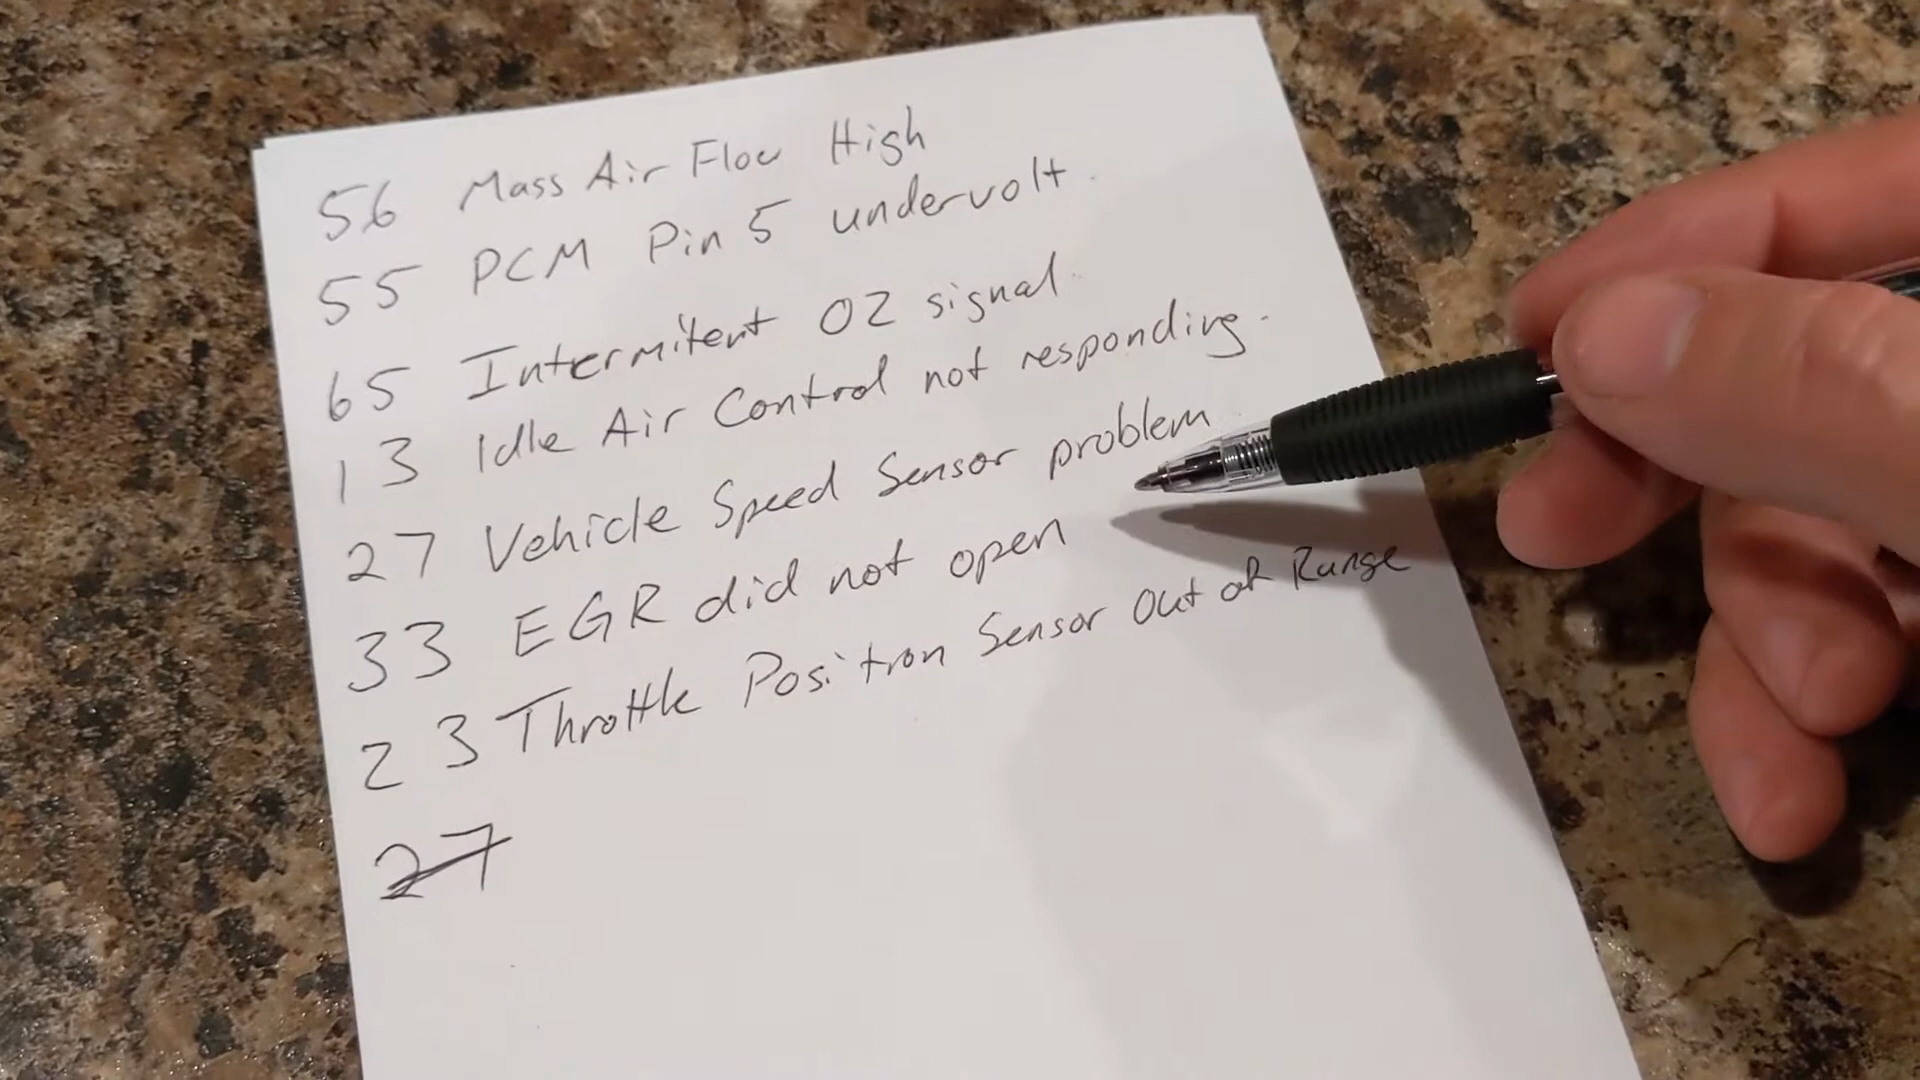 56 Mass Air Flow High
55 PCM Pin 5 undervolt.
65 Intermitent O2 signal.
13 Idle Air Control not responding.
27 Vehicle Speed Sensor problem
33 EGR did not open
23 Throttle Position Sensor Out of Range
27